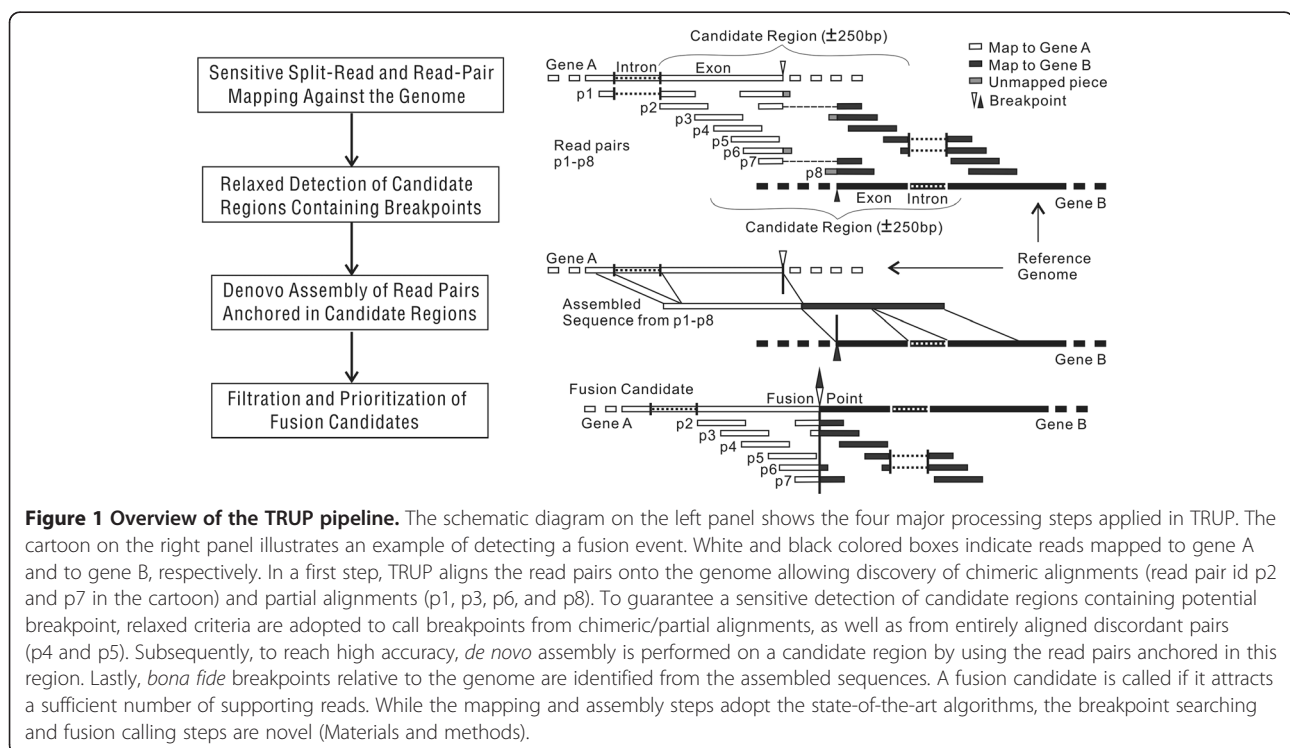 Sensitive Split-Read and Read-Pair
Mapping Against the Genome
Relaxed Detection of Candidate
Regions Containing Breakpoints
Denovo Assembly of Read Pairs
Anchored in Candidate Regions
Filtration and Prioritization of
Fusion Candidates
Candidate Region (±250bp)
Gene A
Intron
Exon
Map to Gene A
Map to Gene B
Unmapped piece
Breakpoint
p1
p2
p3
p4
p5
p6
p7
p8
Read pairs
p1-p8
Exon
Intron
Gene B
Candidate Region (±250bp)
Gene A
Reference
Genome
Assembled
Sequence from p1-p8
Gene B
Fusion Candidate
Fusion Point
Gene A
Gene B
p2
p3
p4
p5
p6
p7
Figure 1 Overview of the TRUP pipeline. The schematic diagram on the left panel shows the four major processing steps applied in TRUP. The
cartoon on the right panel illustrates an example of detecting a fusion event. White and black colored boxes indicate reads mapped to gene A
and to gene B, respectively. In a first step, TRUP aligns the read pairs onto the genome allowing discovery of chimeric alignments (read pair id p2
and p7 in the cartoon) and partial alignments (p1, p3, p6, and p8). To guarantee a sensitive detection of candidate regions containing potential
breakpoint, relaxed criteria are adopted to call breakpoints from chimeric/partial alignments, as well as from entirely aligned discordant pairs
(p4 and p5). Subsequently, to reach high accuracy, de novo assembly is performed on a candidate region by using the read pairs anchored in this
region. Lastly, bona fide breakpoints relative to the genome are identified from the assembled sequences. A fusion candidate is called if it attracts
a sufficient number of supporting reads. While the mapping and assembly steps adopt the state-of-the-art algorithms, the breakpoint searching
and fusion calling steps are novel (Materials and methods).